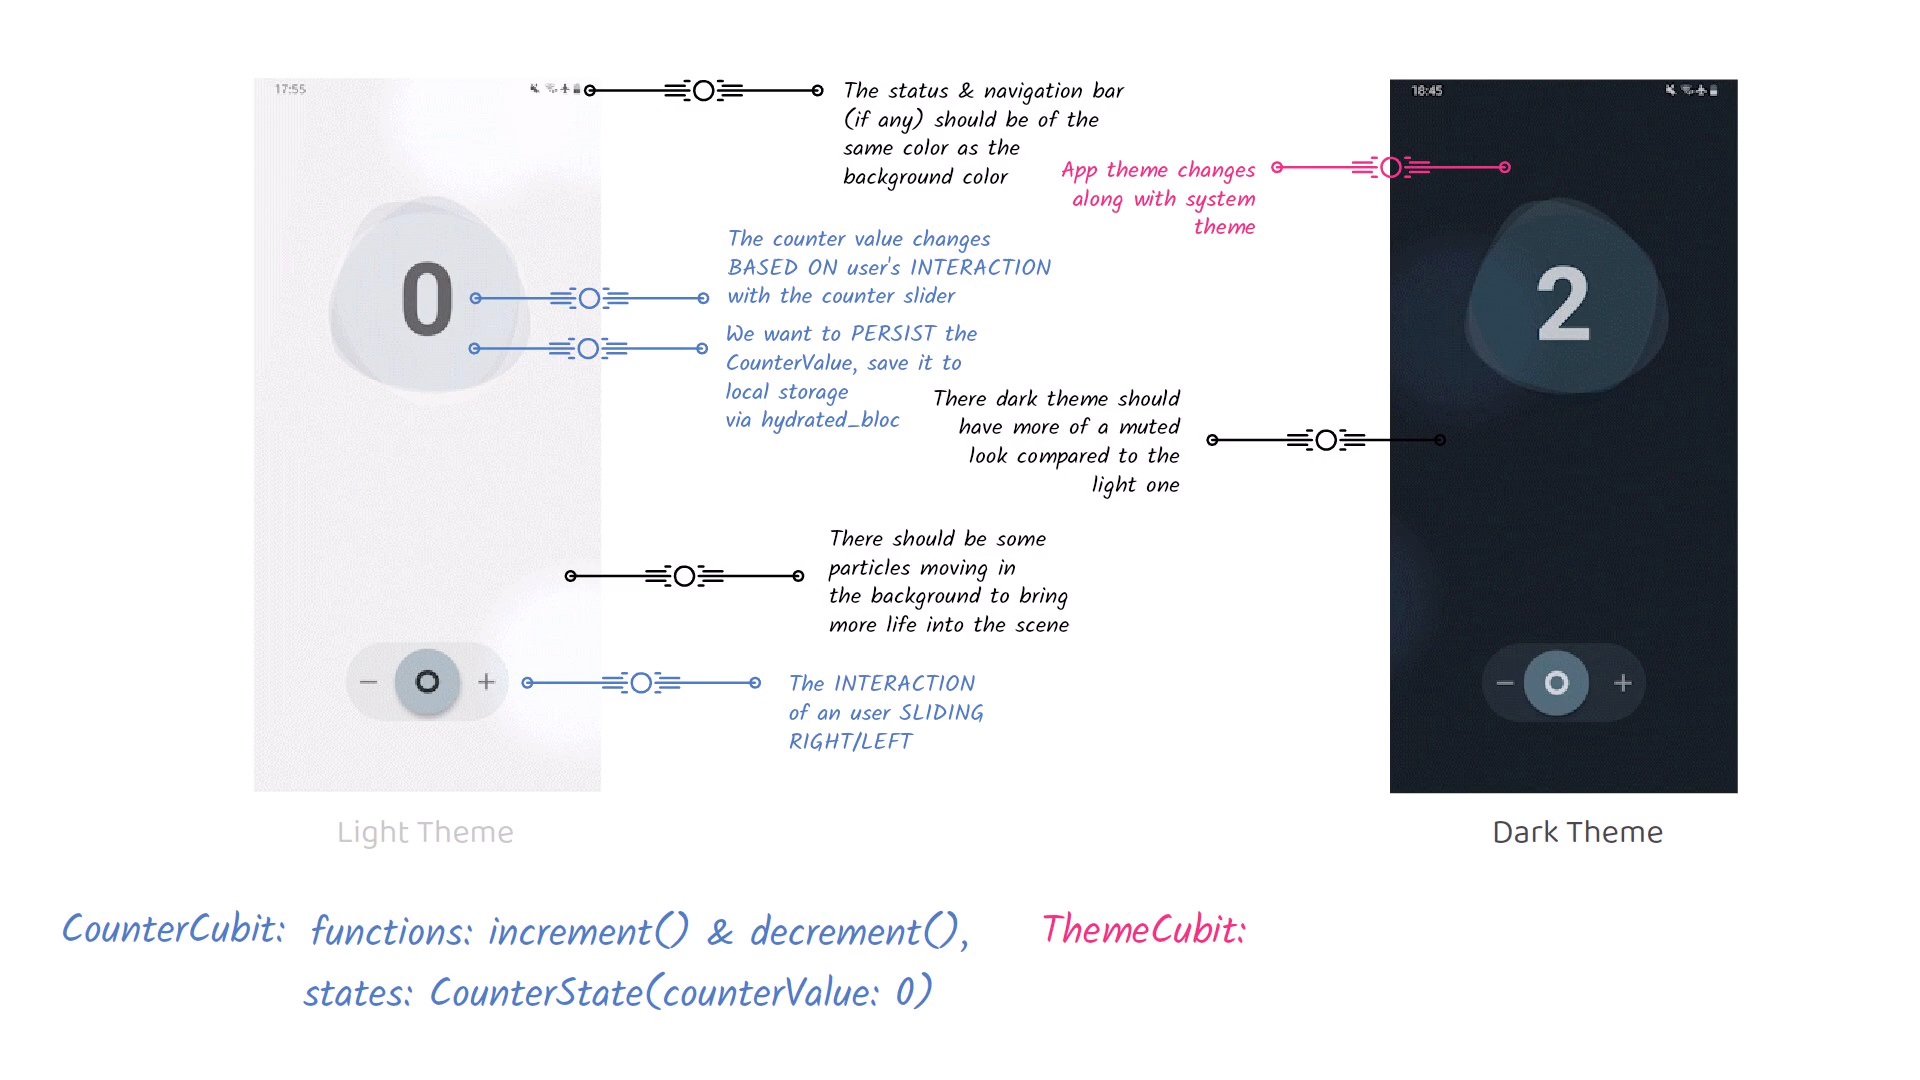 17:55
The status & navigation bar
(if any) should be of the
same color as the
background color
18:45
App theme changes
along with system
theme
The counter value changes
BASED ON user's INTERACTION
with the counter slider
0
2
We want to PERSIST the
CounterValue, save it to
local storage
via hydrated_bloc
There dark theme should
have more of a muted
look compared to the
light one
There should be some
particles moving in
the background to bring
more life into the scene
− +
− +
The INTERACTION
of an user SLIDING
RIGHT/LEFT
Light Theme
Dark Theme
CounterCubit: functions: increment() & decrement(),
states: CounterState(counterValue: 0)
ThemeCubit: